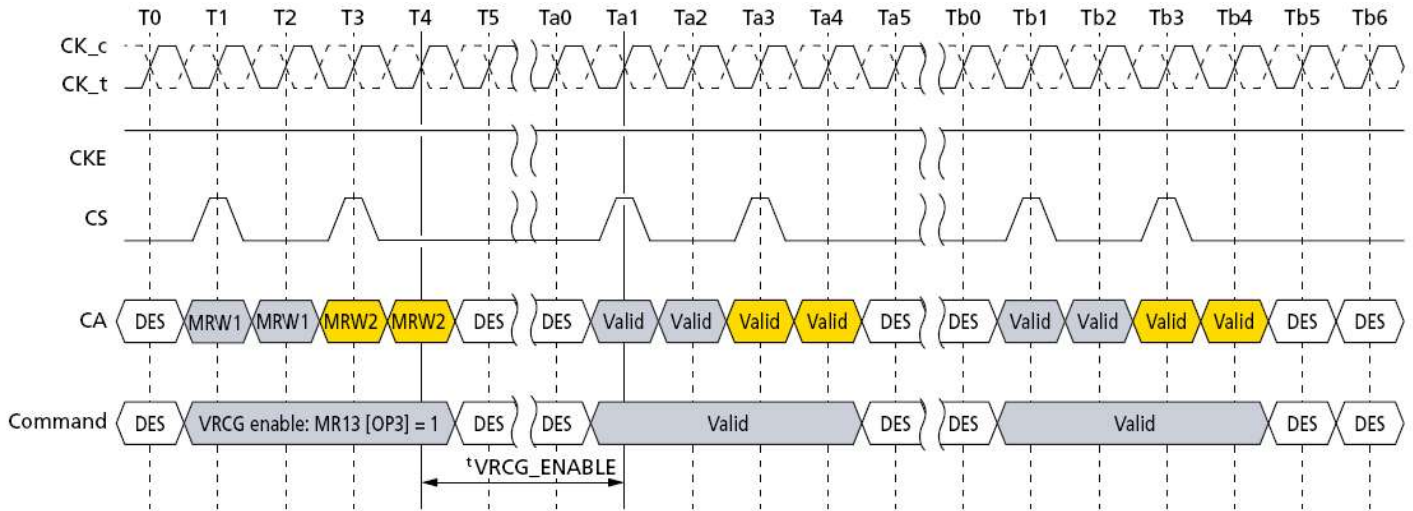 T0 T1 T2 T3 T4 T5 Ta0 Ta1 Ta2 Ta3 Ta4 Ta5 Tb0 Tb1 Tb2 Tb3 Tb4 Tb5 Tb6
CK_c
CK_t
CKE
CS
CA DES MRW1 MRW1 MRW2 MRW2 DES DES Valid Valid Valid Valid DES DES Valid Valid Valid Valid DES DES
Command DES VRCG enable: MR13 [OP3] = 1 DES DES Valid DES DES Valid DES DES
tVRCG_ENABLE